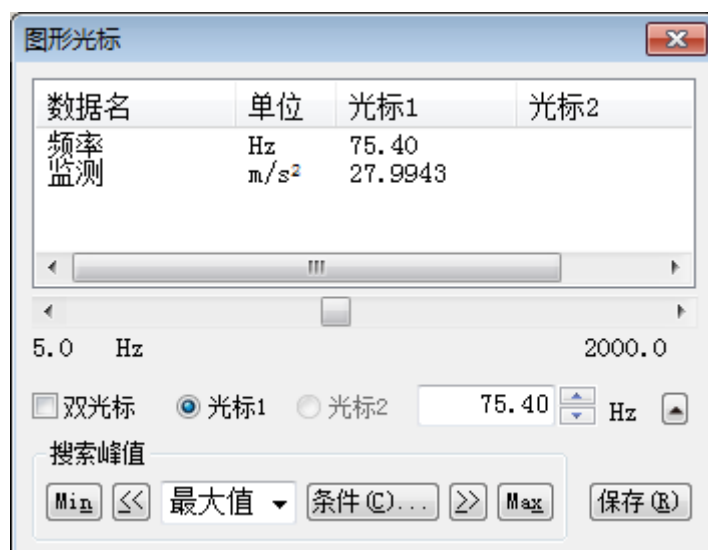 图形光标
数据名 单位 光标1 光标2
频率 Hz 75.40
监测 m/s² 27.9943
5.0 Hz 2000.0
双光标 光标1 光标2 75.40 Hz
搜索峰值
Min << 最大值 条件(C)... >> Max 保存(R)